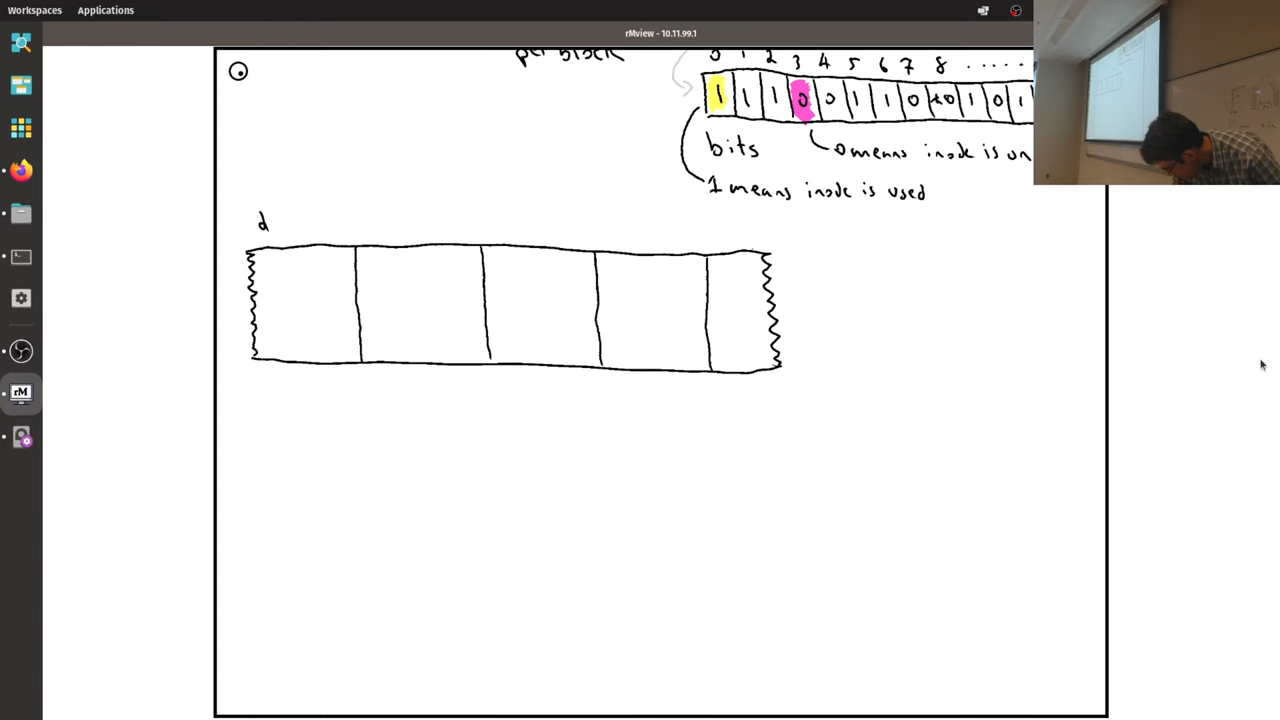 Workspaces Applications
rMview - 10.11.99.1
per block
0 1 2 3 4 5 6 7 8 .....
1 1 1 0 0 1 1 0 0 1 0 1
bits
0 means inode is un
1 means inode is used
d
rM